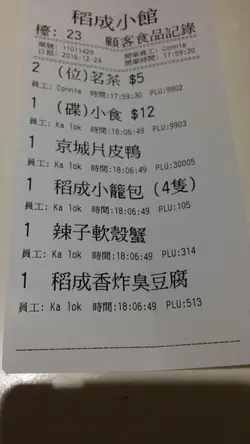 稻成小館
檯: 23 顧客食品記錄
單號: 11011429 開單員工: Connie
日期: 2016-12-24 開單時間: 17:59:30
2 (位)茗茶 $5
員工: Connie 時間:17:59:30 PLU:9902
1 (碟)小食 $12
員工: Ka lok 時間:18:06:49 PLU:9903
1 京城片皮鴨
員工: Ka lok 時間:18:06:49 PLU:30005
1 稻成小籠包 (4隻)
員工: Ka lok 時間:18:06:49 PLU:105
1 辣子軟殼蟹
員工: Ka lok 時間:18:06:49 PLU:314
1 稻成香炸臭豆腐
員工: Ka lok 時間:18:06:49 PLU:513